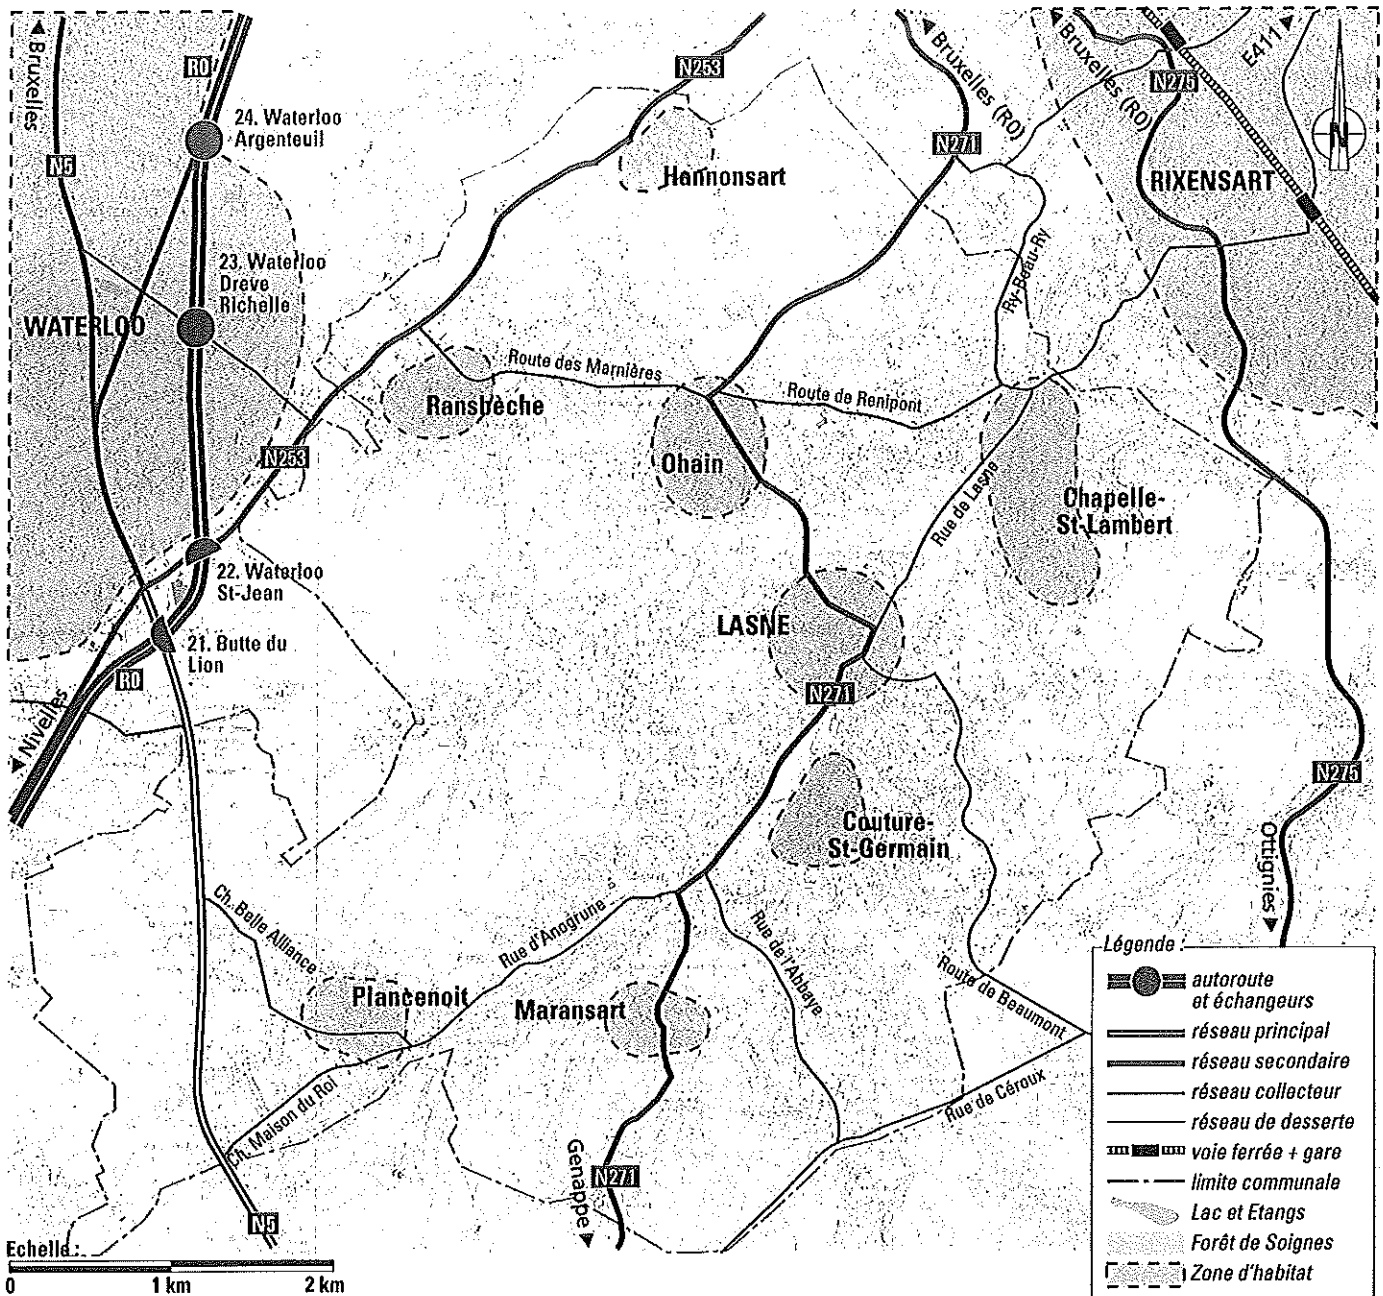 Bruxelles
R0
N253
Bruxelles (R0)
Bruxelles (R0)
E411
N275
24. Waterloo
Argenteuil
N5
N271
N
Hannonsart
RIXENSART
23. Waterloo
Drève
Richelle
WATERLOO
Ry-Beau-Ry
Route des Marnières
Route de Renipont
Ransbèche
N253
Ohain
Rue de Lasne
Chapelle-
St-Lambert
22. Waterloo
St-Jean
LASNE
21. Butte du
Lion
R0
Nivelles
N271
N275
Couture-
St-Germain
Ottignies
Ch. Belle Alliance
Rue d'Anogrune
Rue de l'Abbaye
Plancenoit
Maransart
Route de Beaumont
Ch. Maison du Roi
Rue de Céroux
Genappe
N271
N5
Légende :
autoroute
et échangeurs
réseau principal
réseau secondaire
réseau collecteur
réseau de desserte
voie ferrée + gare
limite communale
Lac et Etangs
Forêt de Soignes
Zone d'habitat
Echelle :
0 1 km 2 km